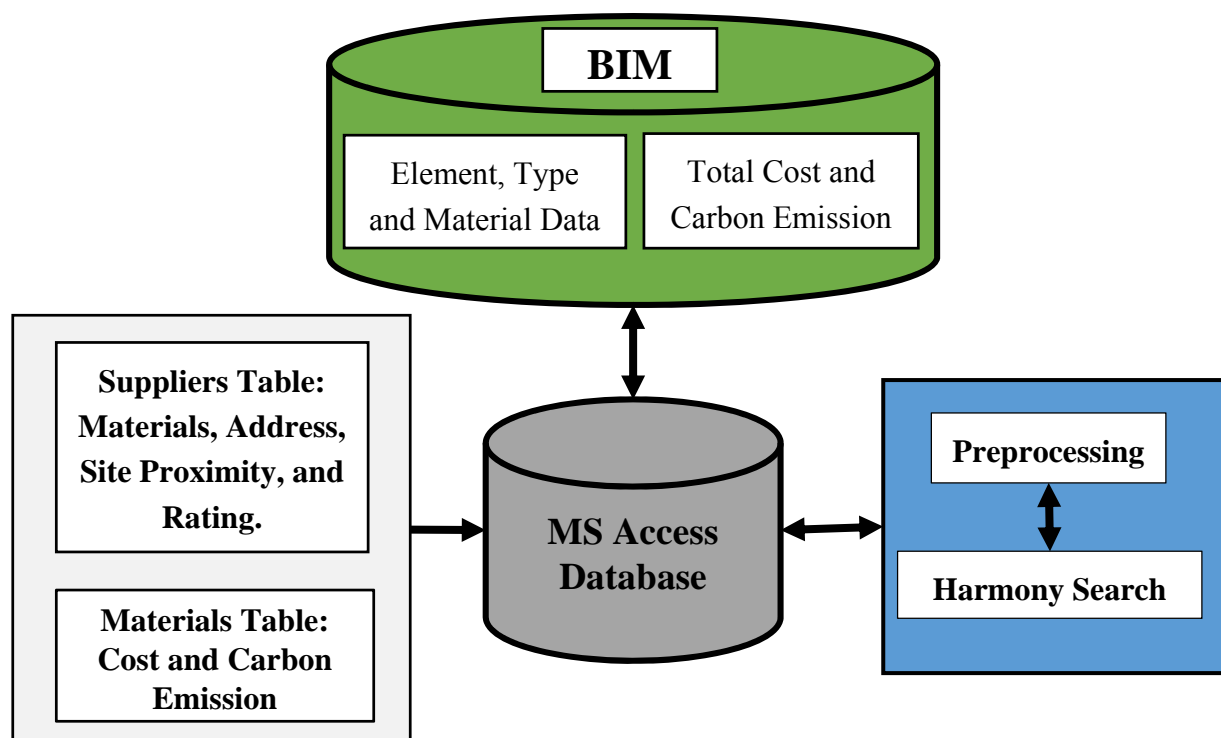 BIM
Element, Type
and Material Data
Total Cost and
Carbon Emission
Suppliers Table:
Materials, Address,
Site Proximity, and
Rating.
Materials Table:
Cost and Carbon
Emission
MS Access
Database
Preprocessing
Harmony Search